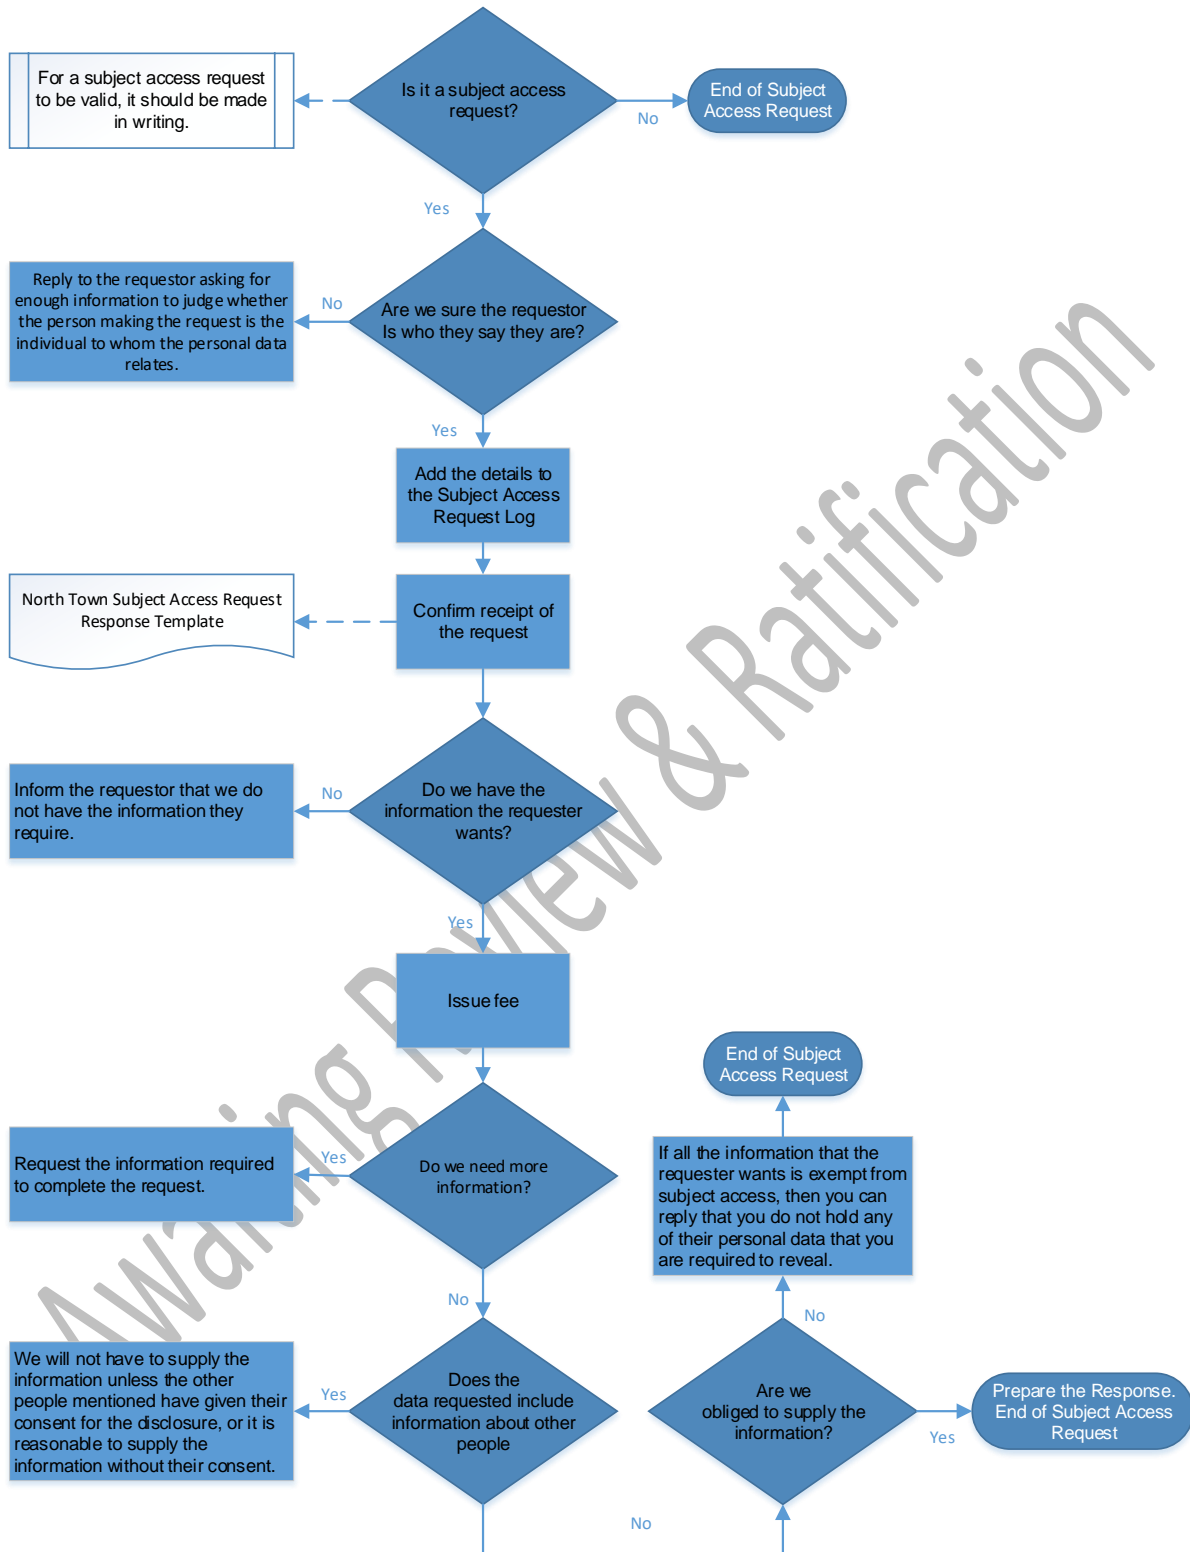 For a subject access request
to be valid, it should be made
in writing.
Is it a subject access
request?
No
End of Subject
Access Request
Yes
Reply to the requestor asking for
enough information to judge whether
the person making the request is the
individual to whom the personal data
relates.
No
Are we sure the requestor
Is who they say they are?
Yes
Add the details to
the Subject Access
Request Log
North Town Subject Access Request
Response Template
Confirm receipt of
the request
Inform the requestor that we do
not have the information they
require.
No
Do we have the
information the requester
wants?
Yes
Issue fee
Request the information required
to complete the request.
Yes
Do we need more
information?
No
We will not have to supply the
information unless the other
people mentioned have given their
consent for the disclosure, or it is
reasonable to supply the
information without their consent.
Yes
Does the
data requested include
information about other
people
No
Are we
obliged to supply the
information?
No
If all the information that the
requester wants is exempt from
subject access, then you can
reply that you do not hold any
of their personal data that you
are required to reveal.
End of Subject
Access Request
Yes
Prepare the Response.
End of Subject Access
Request
Awaiting Review & Ratification